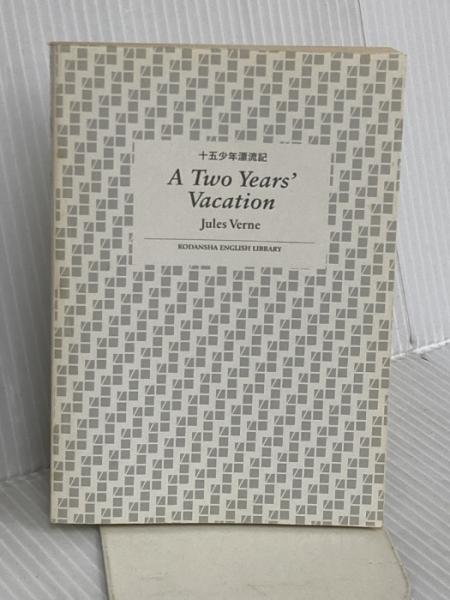 十五少年漂流記
A Two Years’
Vacation
Jules Verne
KODANSHA ENGLISH LIBRARY